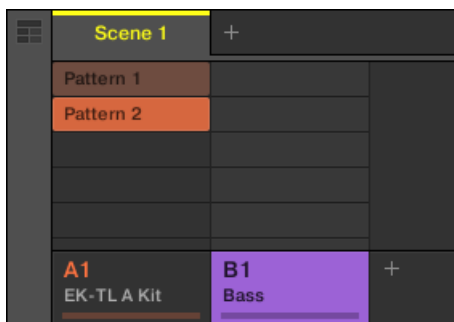 Scene 1 +
Pattern 1
Pattern 2
A1 B1 +
EK-TL A Kit Bass